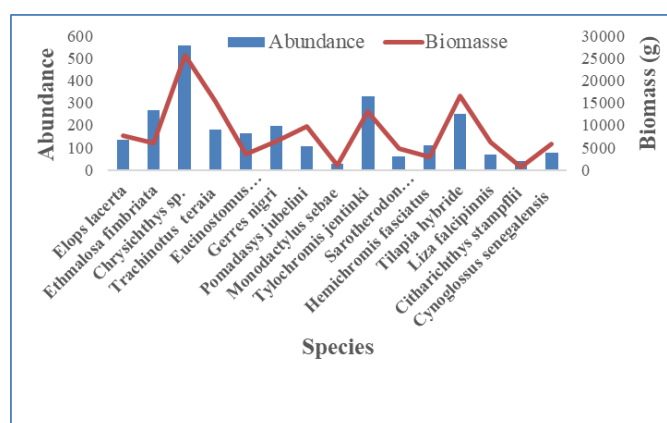 600
500
400
300
200
100
0
Abundance
Abundance
Biomasse
30000
25000
20000
15000
10000
5000
0
Biomass (g)
Elops lacerta
Ethmalosa fimbriata
Chrysichthys sp.
Trachinotus teraia
Eucinostomus…
Gerres nigri
Pomadasys jubelini
Monodactylus sebae
Tylochromis jentinki
Sarotherodon…
Hemichromis fasciatus
Tilapia hybride
Liza falcipinnis
Citharichthys stampflii
Cynoglossus senegalensis
Species